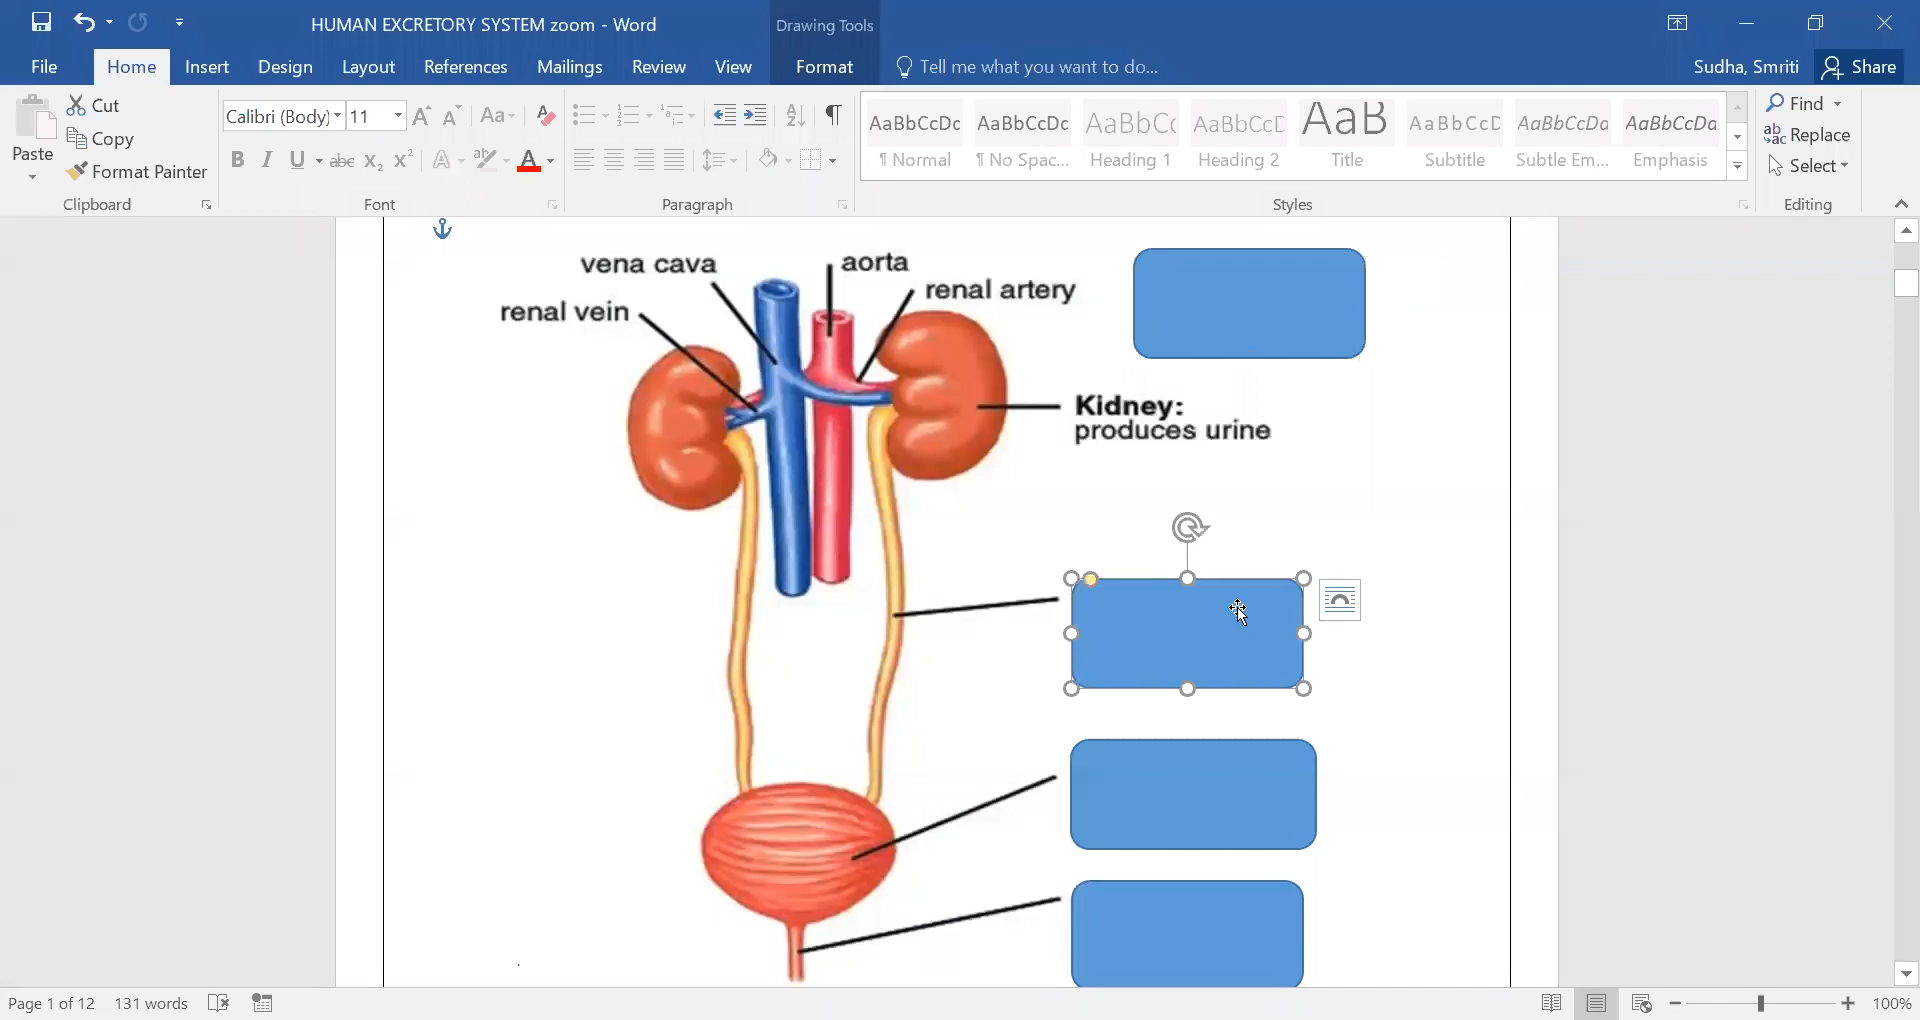 HUMAN EXCRETORY SYSTEM zoom - Word
Drawing Tools
File Home Insert Design Layout References Mailings Review View Format Tell me what you want to do... Sudha, Smriti Share
Paste
Cut
Copy
Format Painter
Clipboard
Calibri (Body) 11 Aa
B I U abc X₂ X² A A
Font
Paragraph
AaBbCcDc AaBbCcDc AaBbCc AaBbCcD AaB AaBbCcD AaBbCcDa AaBbCcDa
¶ Normal ¶ No Spac... Heading 1 Heading 2 Title Subtitle Subtle Em... Emphasis
Styles
Find
Replace
Select
Editing
vena cava
aorta
renal artery
renal vein
Kidney:
produces urine
Page 1 of 12 131 words 100%